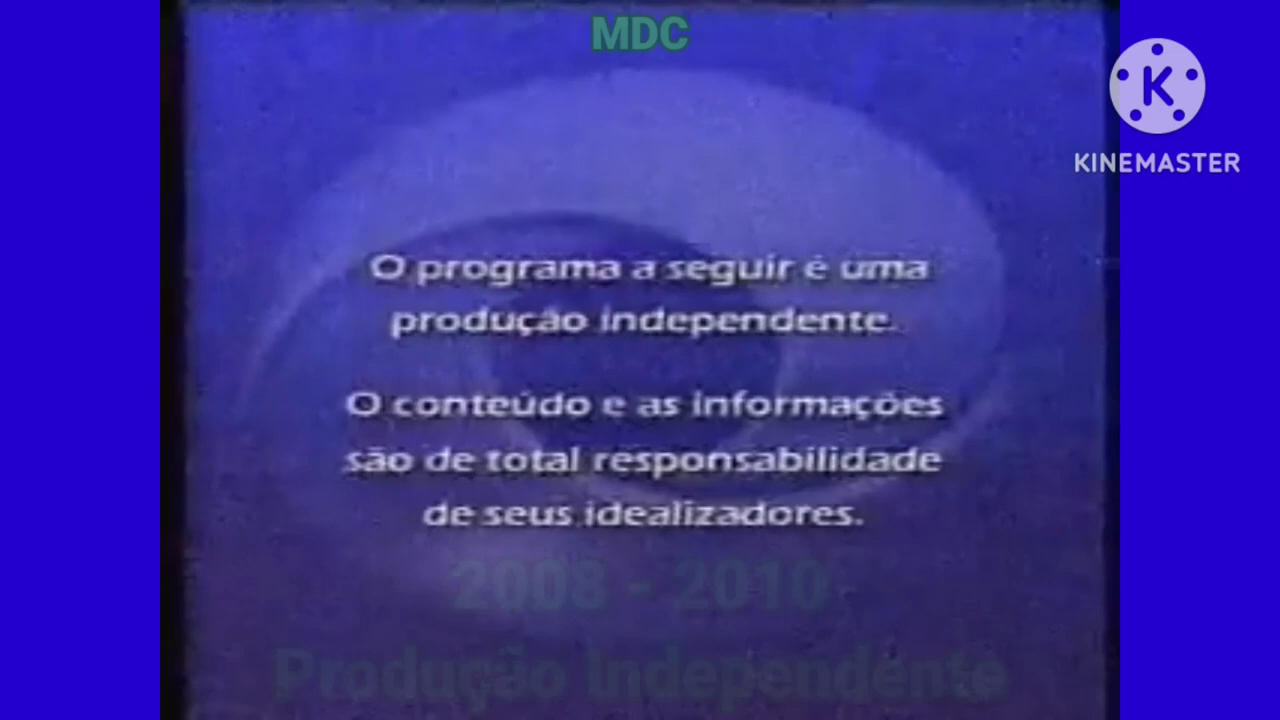 MDC
K
KINEMASTER
O programa a seguir é uma
produção independente.
O conteúdo e as informações
são de total responsabilidade
de seus idealizadores.
2008 - 2010
Produção Independente